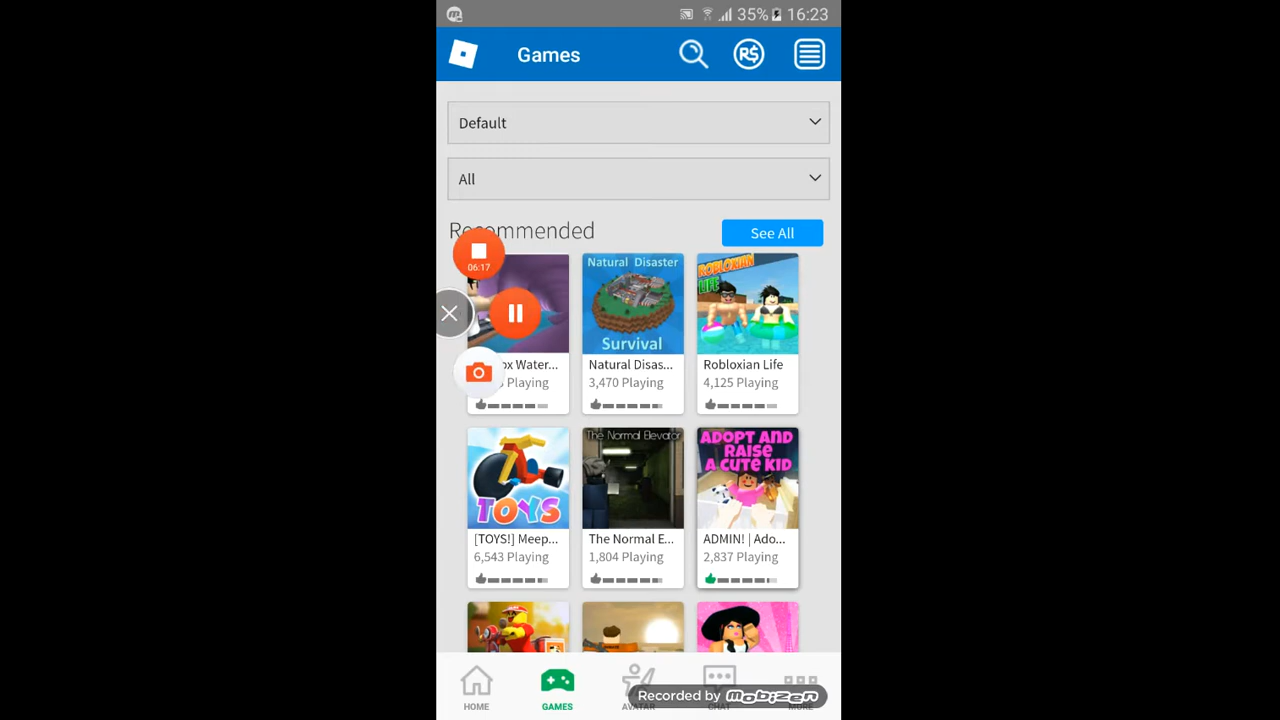 35% 16:23
Games
R$
Default
All
Recommended
See All
06:17
Natural Disaster
Survival
ROBLOXIAN
LIFE
Water...
Playing
Natural Disas...
3,470 Playing
Robloxian Life
4,125 Playing
TOYS
The Normal Elevator
ADOPT AND
RAISE
A CUTE KID
[TOYS!] Meep...
6,543 Playing
The Normal E...
1,804 Playing
ADMIN! | Ado...
2,837 Playing
Recorded by mobizen
HOME
GAMES
AVATAR
CHAT
MORE